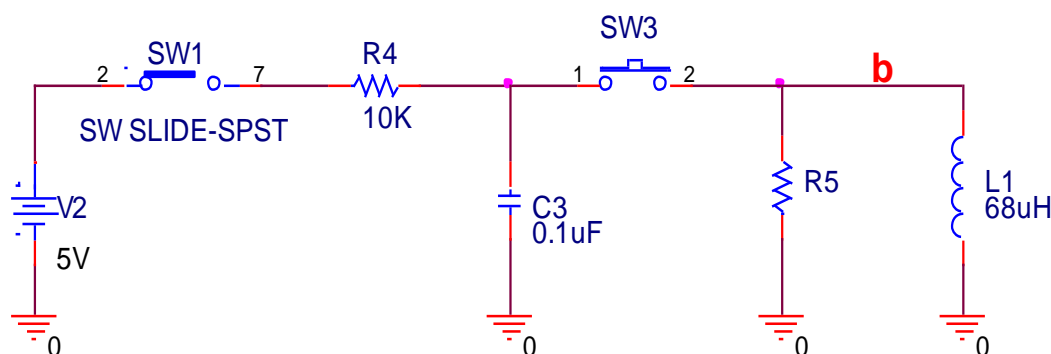 SW1
2
7
SW SLIDE-SPST
R4
10K
SW3
1
2
b
V2
5V
C3
0.1uF
R5
L1
68uH
0
0
0
0